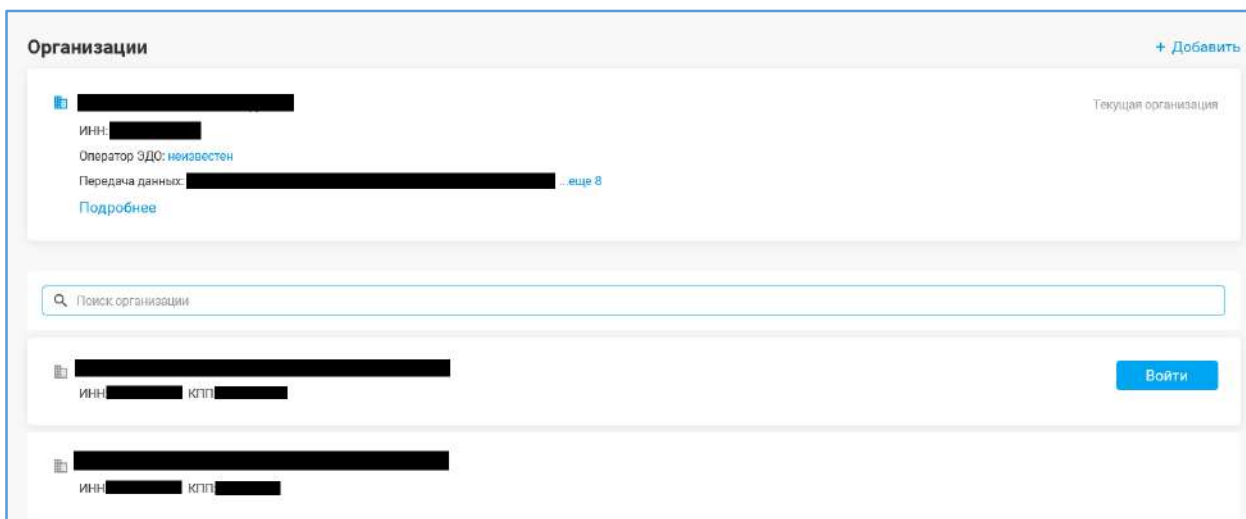 Организации
+ Добавить
Текущая организация
ИНН:
Оператор ЭДО: неизвестен
Передача данных: ...еще 8
Подробнее
Поиск организации
ИНН КПП
Войти
ИНН КПП